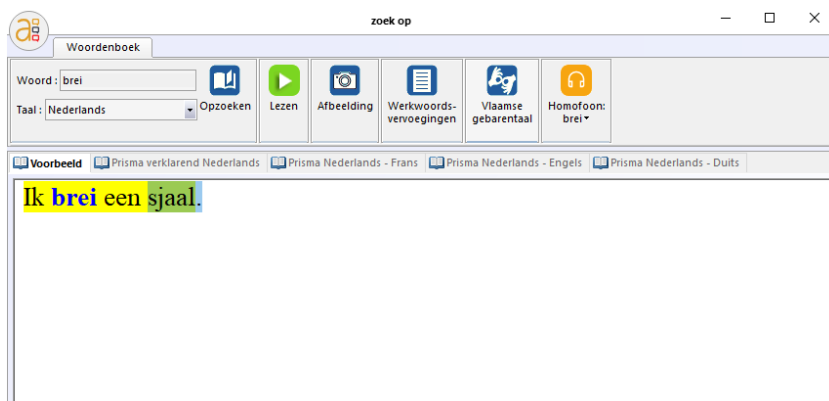 zoek op
Woordenboek
Woord : brei
Taal : Nederlands
Opzoeken
Lezen
Afbeelding
Werkwoords-
vervoegingen
Vlaamse
gebarentaal
Homofoon:
brei
Voorbeeld Prisma verklarend Nederlands Prisma Nederlands - Frans Prisma Nederlands - Engels Prisma Nederlands - Duits
Ik brei een sjaal.